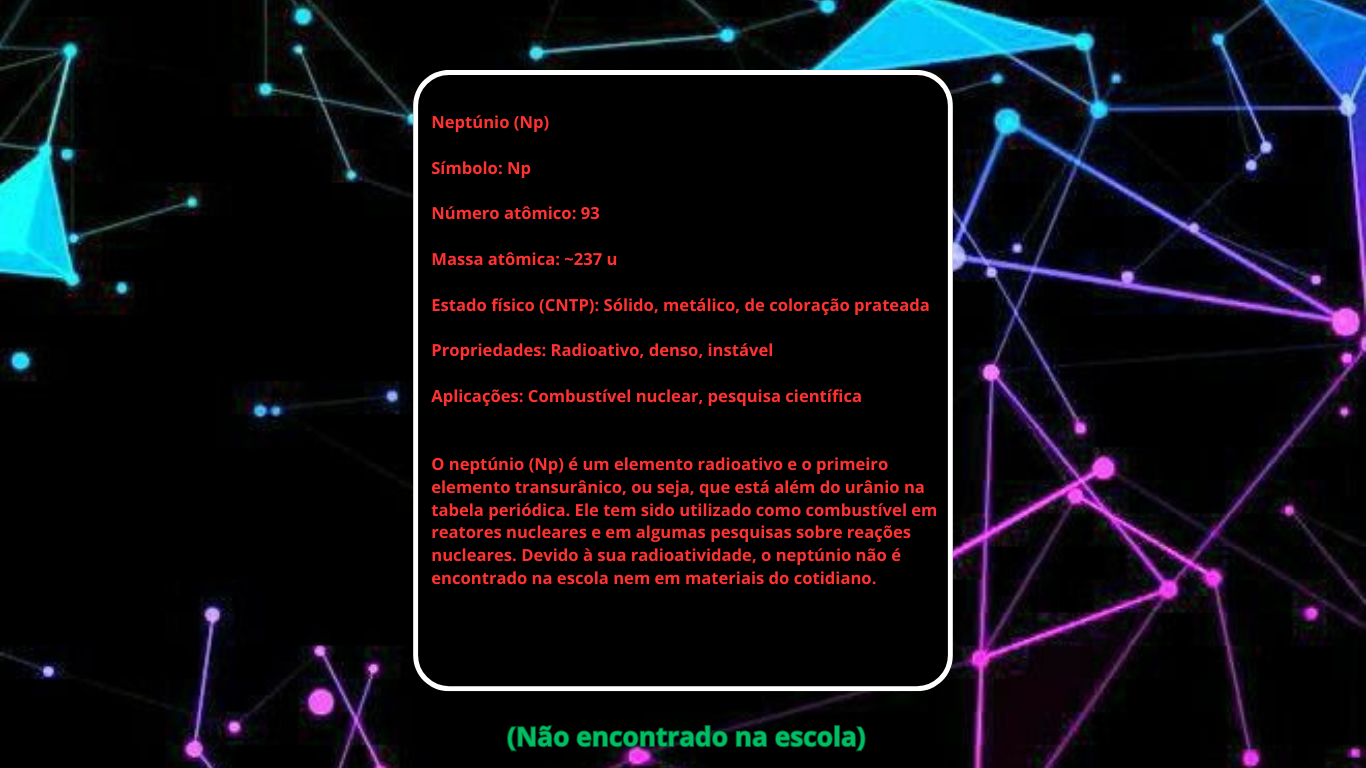 Neptúnio (Np)
Símbolo: Np
Número atômico: 93
Massa atômica: ~237 u
Estado físico (CNTP): Sólido, metálico, de coloração prateada
Propriedades: Radioativo, denso, instável
Aplicações: Combustível nuclear, pesquisa científica
O neptúnio (Np) é um elemento radioativo e o primeiro
elemento transurânico, ou seja, que está além do urânio na
tabela periódica. Ele tem sido utilizado como combustível em
reatores nucleares e em algumas pesquisas sobre reações
nucleares. Devido à sua radioatividade, o neptúnio não é
encontrado na escola nem em materiais do cotidiano.
(Não encontrado na escola)